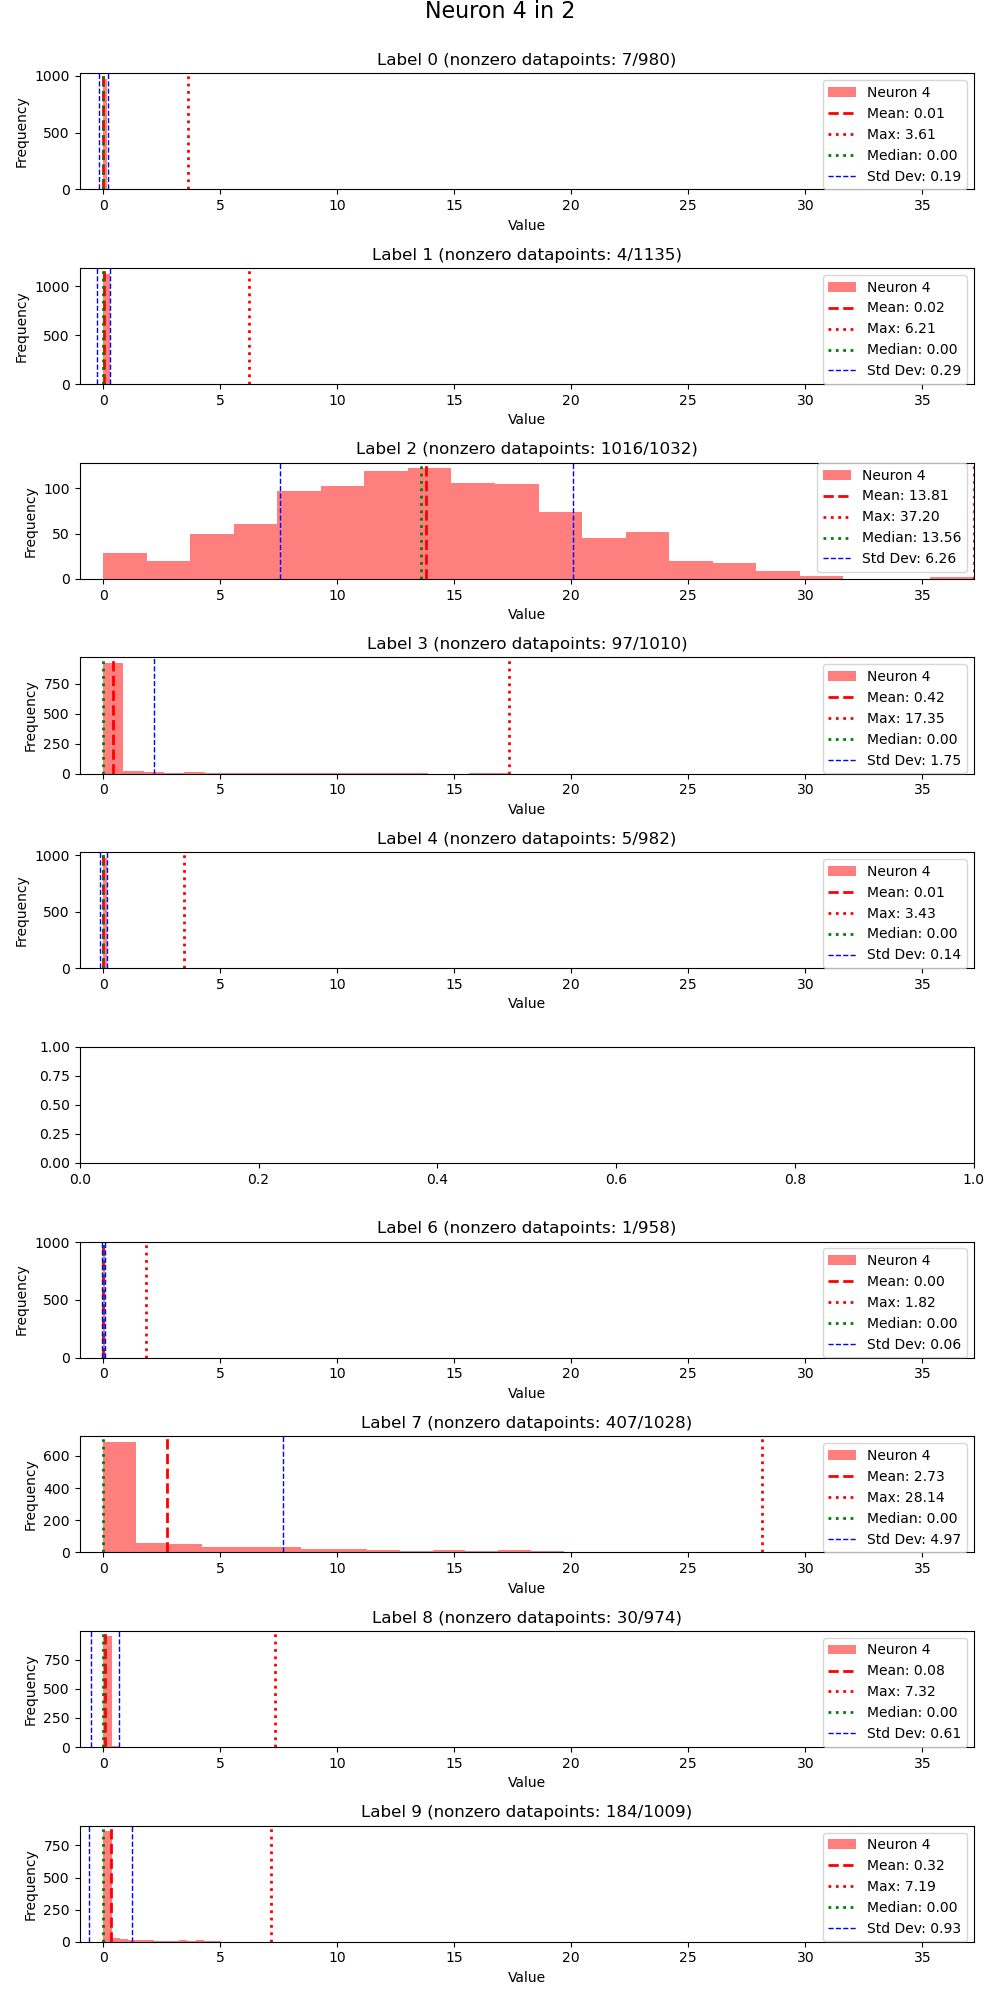 Neuron 4 in 2
Label 0 (nonzero datapoints: 7/980)
1000
500
0
Frequency
Neuron 4
Mean: 0.01
Max: 3.61
Median: 0.00
Std Dev: 0.19
0 5 10 15 20 25 30 35
Value
Label 1 (nonzero datapoints: 4/1135)
1000
500
0
Frequency
Neuron 4
Mean: 0.02
Max: 6.21
Median: 0.00
Std Dev: 0.29
0 5 10 15 20 25 30 35
Value
Label 2 (nonzero datapoints: 1016/1032)
100
50
0
Frequency
Neuron 4
Mean: 13.81
Max: 37.20
Median: 13.56
Std Dev: 6.26
0 5 10 15 20 25 30 35
Value
Label 3 (nonzero datapoints: 97/1010)
750
500
250
0
Frequency
Neuron 4
Mean: 0.42
Max: 17.35
Median: 0.00
Std Dev: 1.75
0 5 10 15 20 25 30 35
Value
Label 4 (nonzero datapoints: 5/982)
1000
500
0
Frequency
Neuron 4
Mean: 0.01
Max: 3.43
Median: 0.00
Std Dev: 0.14
0 5 10 15 20 25 30 35
Value
1.00
0.75
0.50
0.25
0.00
0.0 0.2 0.4 0.6 0.8 1.0
Label 6 (nonzero datapoints: 1/958)
1000
500
0
Frequency
Neuron 4
Mean: 0.00
Max: 1.82
Median: 0.00
Std Dev: 0.06
0 5 10 15 20 25 30 35
Value
Label 7 (nonzero datapoints: 407/1028)
600
400
200
0
Frequency
Neuron 4
Mean: 2.73
Max: 28.14
Median: 0.00
Std Dev: 4.97
0 5 10 15 20 25 30 35
Value
Label 8 (nonzero datapoints: 30/974)
750
500
250
0
Frequency
Neuron 4
Mean: 0.08
Max: 7.32
Median: 0.00
Std Dev: 0.61
0 5 10 15 20 25 30 35
Value
Label 9 (nonzero datapoints: 184/1009)
750
500
250
0
Frequency
Neuron 4
Mean: 0.32
Max: 7.19
Median: 0.00
Std Dev: 0.93
0 5 10 15 20 25 30 35
Value